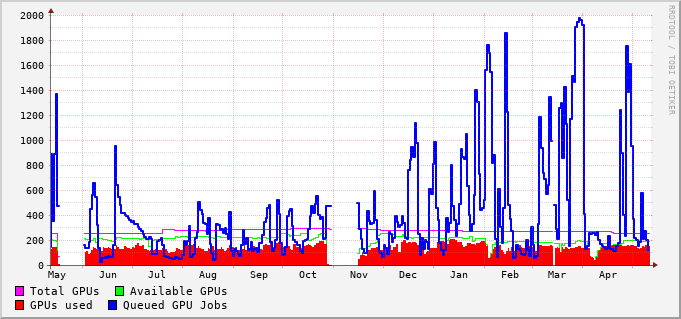 2000
1800
1600
1400
1200
1000
800
600
400
200
0
May Jun Jul Aug Sep Oct Nov Dec Jan Feb Mar Apr
Total GPUs Available GPUs
GPUs used Queued GPU Jobs
RRDTOOL / TOBI OETIKER